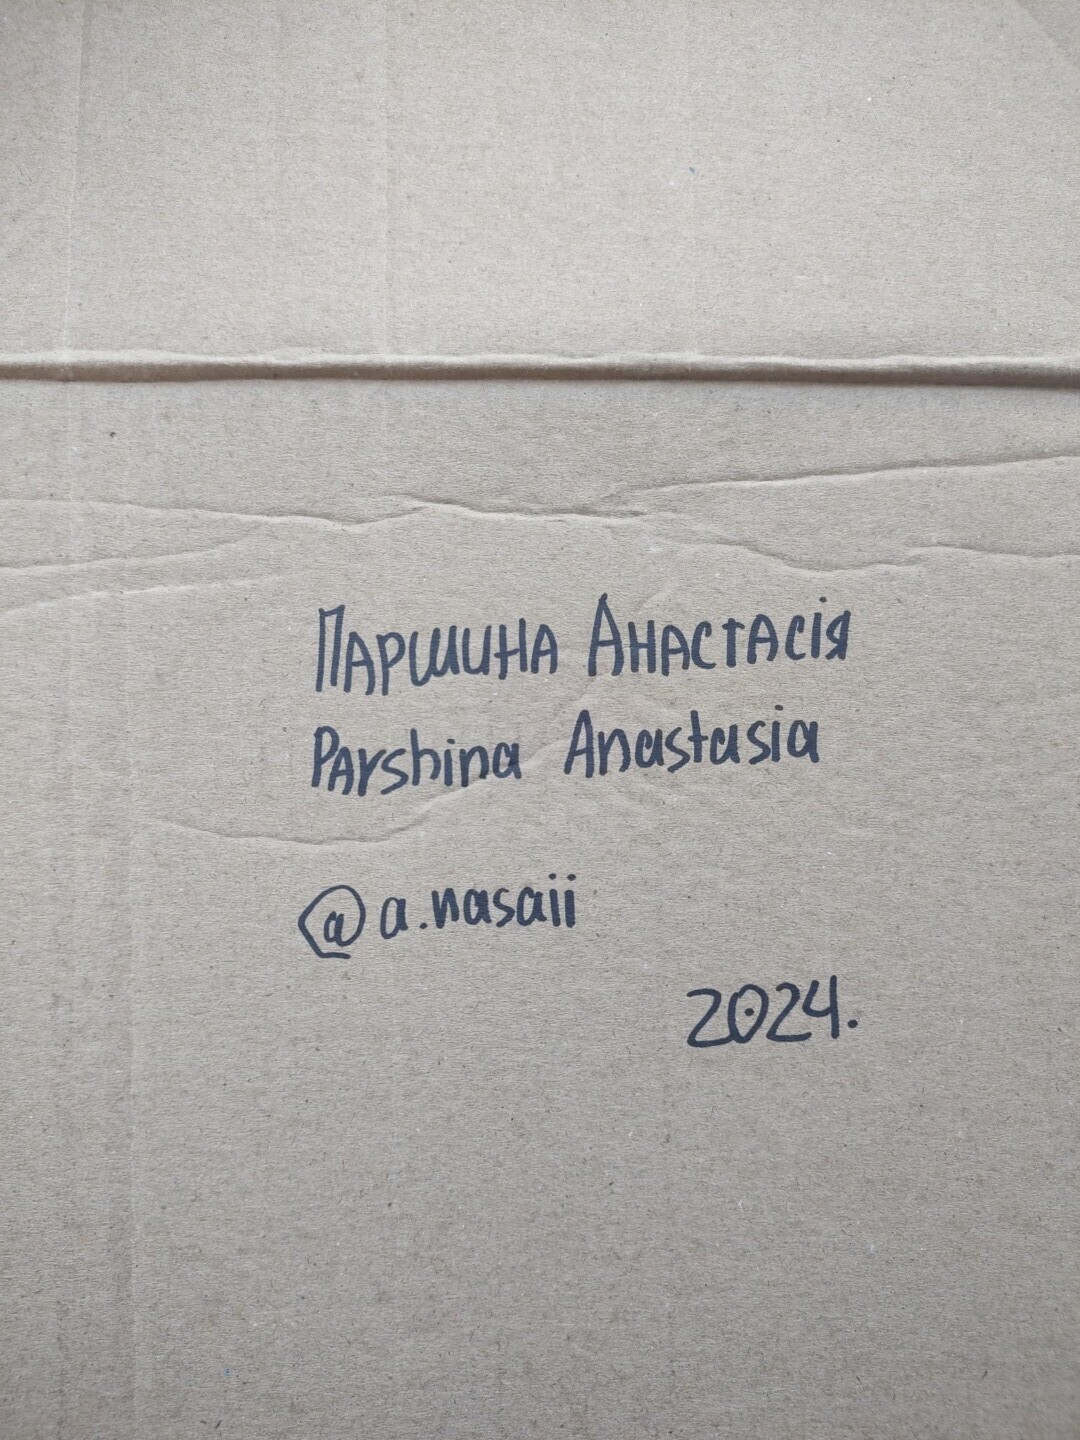 Паршина Анастасія
Parshina Anastasia
@a.nasaii
2024.